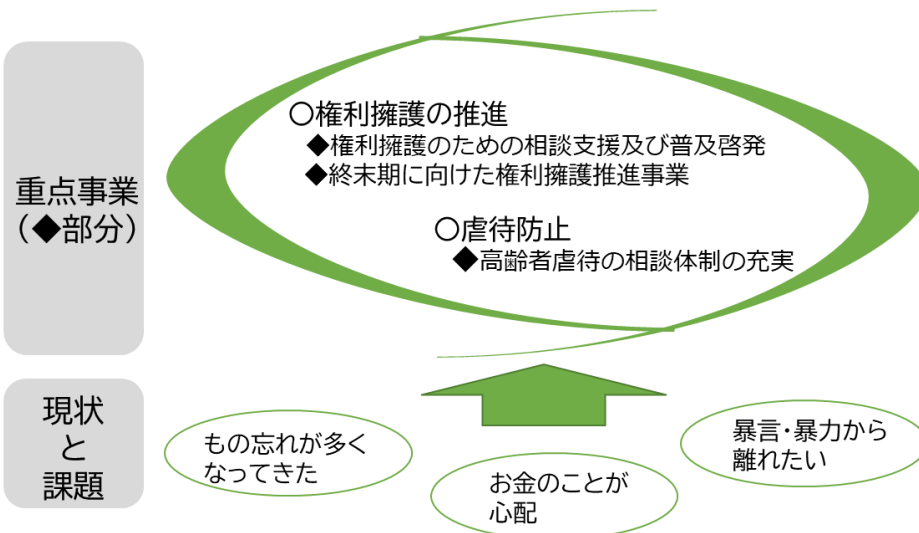 重点事業
(◆部分)
○権利擁護の推進
◆権利擁護のための相談支援及び普及啓発
◆終末期に向けた権利擁護推進事業
○虐待防止
◆高齢者虐待の相談体制の充実
現状
と
課題
もの忘れが多く
なってきた
お金のことが
心配
暴言・暴力から
離れたい